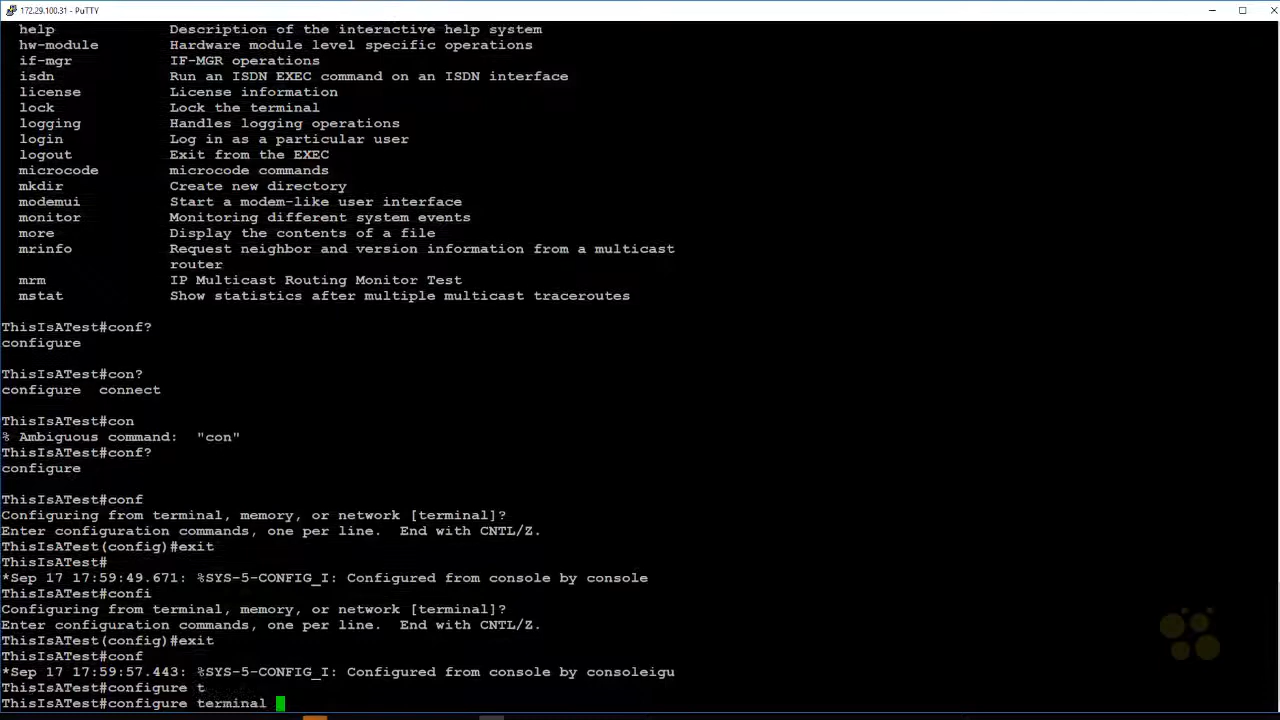 172.29.100.31 - PuTTY
help Description of the interactive help system
hw-module Hardware module level specific operations
if-mgr IF-MGR operations
isdn Run an ISDN EXEC command on an ISDN interface
license License information
lock Lock the terminal
logging Handles logging operations
login Log in as a particular user
logout Exit from the EXEC
microcode microcode commands
mkdir Create new directory
modemui Start a modem-like user interface
monitor Monitoring different system events
more Display the contents of a file
mrinfo Request neighbor and version information from a multicast
router
mrm IP Multicast Routing Monitor Test
mstat Show statistics after multiple multicast traceroutes
ThisIsATest#conf?
configure
ThisIsATest#con?
configure connect
ThisIsATest#con
% Ambiguous command: "con"
ThisIsATest#conf?
configure
ThisIsATest#conf
Configuring from terminal, memory, or network [terminal]?
Enter configuration commands, one per line. End with CNTL/Z.
ThisIsATest(config)#exit
ThisIsATest#
*Sep 17 17:59:49.671: %SYS-5-CONFIG_I: Configured from console by console
ThisIsATest#confi
Configuring from terminal, memory, or network [terminal]?
Enter configuration commands, one per line. End with CNTL/Z.
ThisIsATest(config)#exit
ThisIsATest#conf
*Sep 17 17:59:57.443: %SYS-5-CONFIG_I: Configured from console by consoleigu
ThisIsATest#configure t
ThisIsATest#configure terminal